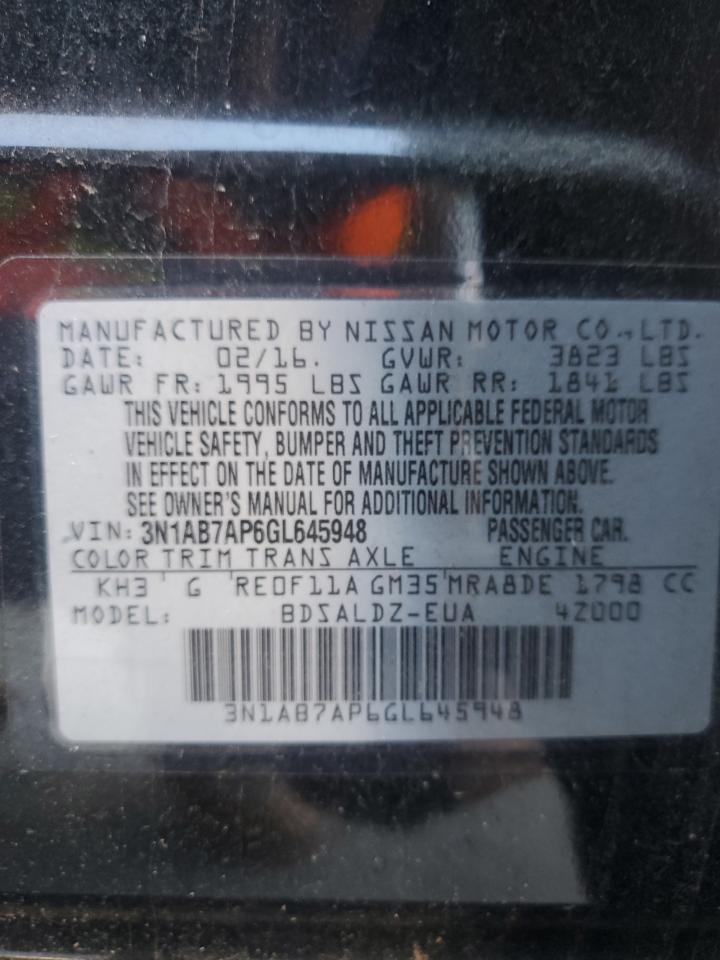 MANUFACTURED BY NISSAN MOTOR CO., LTD.
DATE: 02/16. GVWR: 3823 LBS
GAWR FR: 1995 LBS GAWR RR: 1841 LBS
THIS VEHICLE CONFORMS TO ALL APPLICABLE FEDERAL MOTOR
VEHICLE SAFETY, BUMPER AND THEFT PREVENTION STANDARDS
IN EFFECT ON THE DATE OF MANUFACTURE SHOWN ABOVE.
SEE OWNER'S MANUAL FOR ADDITIONAL INFORMATION.
VIN: 3N1AB7AP6GL645948 PASSENGER CAR.
COLOR TRIM TRANS AXLE ENGINE
KH3 G RE0F11A GM35 MRA8DE 1798 CC
MODEL: BDSALDZ-EUA 42000
3N1AB7AP6GL645948